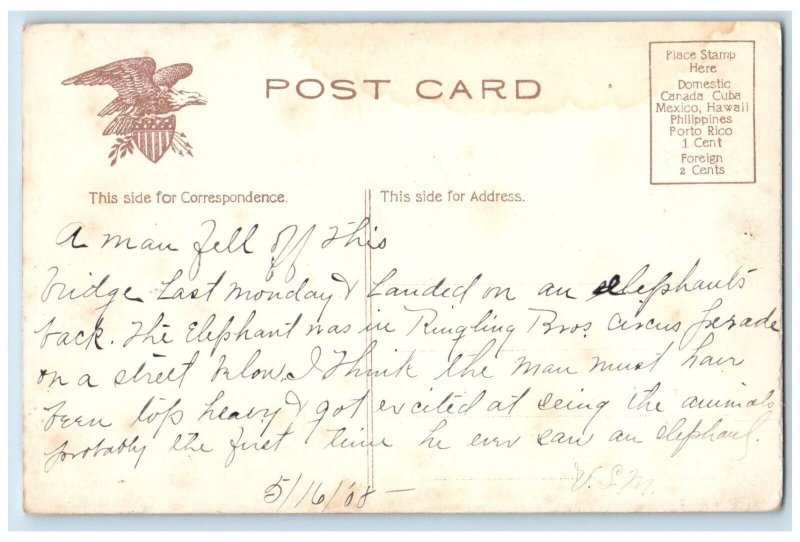 POST CARD
Place Stamp
Here
Domestic
Canada Cuba
Mexico, Hawaii
Philippines
Porto Rico
1 Cent
Foreign
2 Cents
This side for Correspondence.
This side for Address.
A man fell off this
bridge last monday & landed on an elephant's
back. The Elephant was in Ringling Bros. Circus perade
on a street below. I think the man must have
been top heavy & got excited at seing the animals
probably the first time he ever saw an elephant.
5/16/08 -
V.S.M.